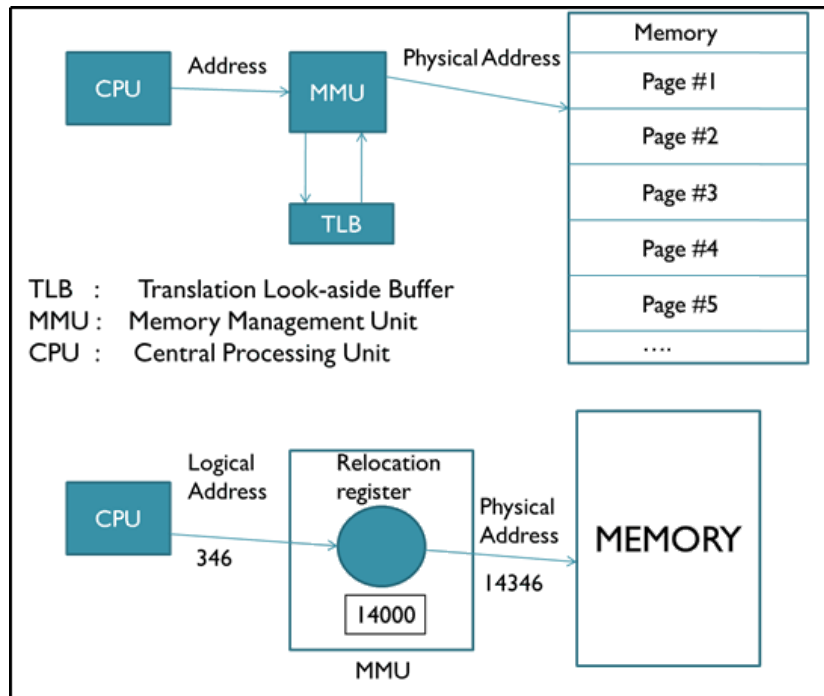 Memory
Address
Physical Address
CPU
MMU
Page #1
Page #2
TLB
Page #3
Page #4
TLB : Translation Look-aside Buffer
Page #5
MMU : Memory Management Unit
CPU : Central Processing Unit
....
Logical
Address
Relocation
register
Physical
Address
CPU
MEMORY
346
14346
14000
MMU